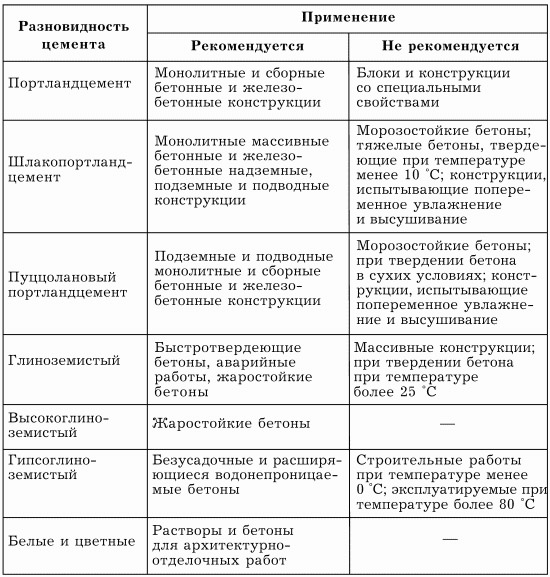 Разновидность
цемента
Применение
Рекомендуется
Не рекомендуется
Портландцемент
Монолитные и сборные
бетонные и железо-
бетонные конструкции
Блоки и конструкции
со специальными
свойствами
Шлакопортланд-
цемент
Монолитные массивные
бетонные и железо-
бетонные надземные,
подземные и подводные
конструкции
Морозостойкие бетоны;
тяжелые бетоны, тверде-
ющие при температуре
менее 10 °С; конструкции,
испытывающие попере-
менное увлажнение
и высушивание
Пуццолановый
портландцемент
Подземные и подводные
монолитные и сборные
бетонные и железо-
бетонные конструкции
Морозостойкие бетоны;
при твердении бетона
в сухих условиях; конст-
рукции, испытывающие
попеременное увлажне-
ние и высушивание
Глиноземистый
Быстротвердеющие
бетоны, аварийные
работы, жаростойкие
бетоны
Массивные конструкции;
при твердении бетона
при температуре
более 25 °С
Высокоглино-
земистый
Жаростойкие бетоны
—
Гипсоглино-
земистый
Безусадочные и расширя-
ющиеся водонепроницае-
мые бетоны
Строительные работы
при температуре менее
0 °С; эксплуатируемые при
температуре более 80 °С
Белые и цветные
Растворы и бетоны
для архитектурно-
отделочных работ
—